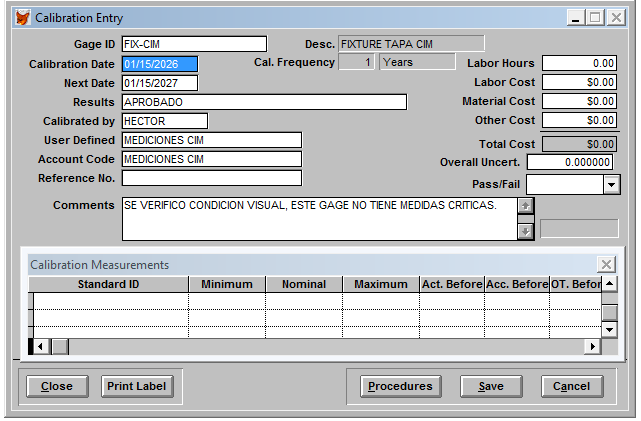 Calibration Entry
Gage ID FIX-CIM Desc. FIXTURE TAPA CIM
Calibration Date 01/15/2026 Cal. Frequency 1 Years Labor Hours 0.00
Next Date 01/15/2027 Labor Cost $0.00
Results APROBADO Material Cost $0.00
Calibrated by HECTOR Other Cost $0.00
User Defined MEDICIONES CIM Total Cost $0.00
Account Code MEDICIONES CIM Overall Uncert. 0.000000
Reference No. Pass/Fail
Comments SE VERIFICO CONDICION VISUAL, ESTE GAGE NO TIENE MEDIDAS CRITICAS.
Calibration Measurements
Standard ID Minimum Nominal Maximum Act. Before Acc. Before OT. Befor
Close Print Label Procedures Save Cancel